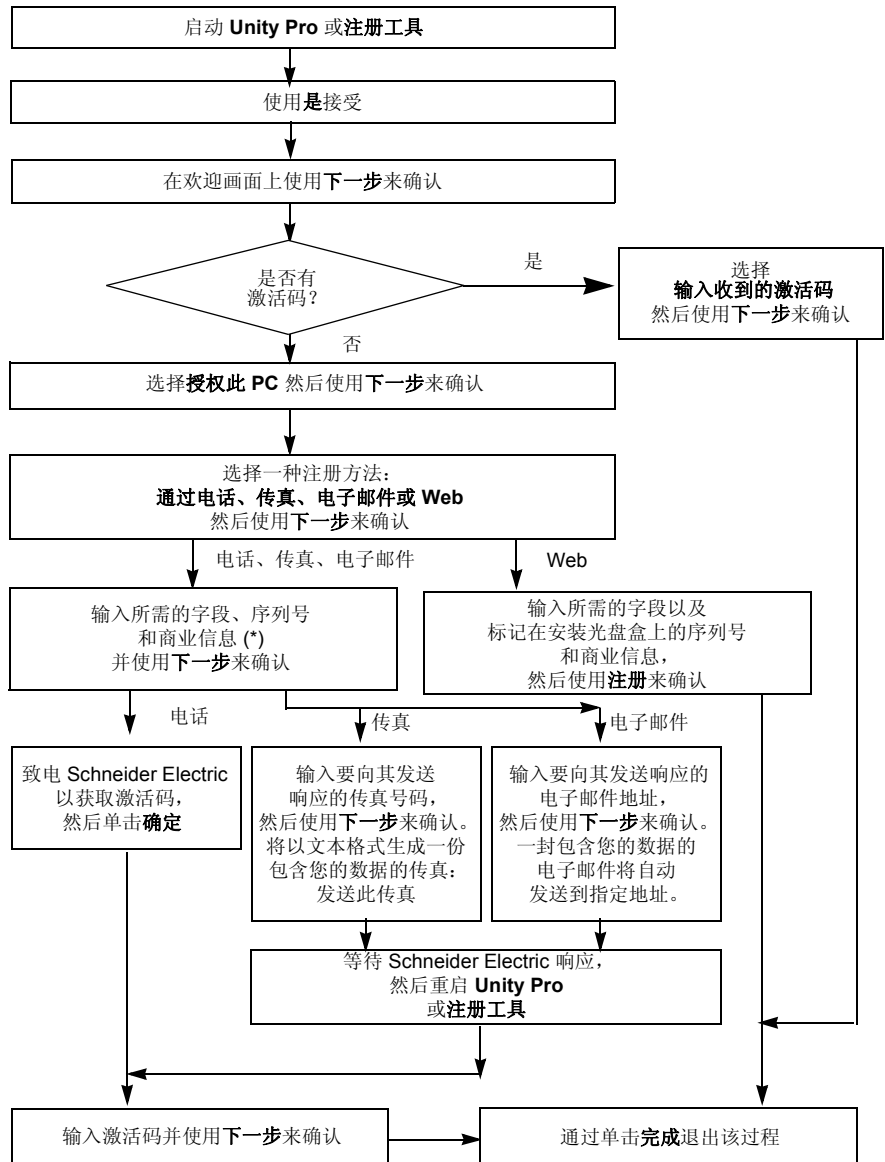 启动 Unity Pro 或注册工具
使用是接受
在欢迎画面上使用下一步来确认
是否有
激活码？
是
选择
输入收到的激活码
然后使用下一步来确认
否
选择授权此 PC 然后使用下一步来确认
选择一种注册方法：
通过电话、传真、电子邮件或 Web
然后使用下一步来确认
电话、传真、电子邮件
Web
输入所需的字段、序列号
和商业信息 (*)
并使用下一步来确认
输入所需的字段以及
标记在安装光盘盒上的序列号
和商业信息，
然后使用注册来确认
电话
传真
电子邮件
致电 Schneider Electric
以获取激活码，
然后单击确定
输入要向其发送
响应的传真号码，
然后使用下一步来确认。
将以文本格式生成一份
包含您的数据的传真：
发送此传真
输入要向其发送响应的
电子邮件地址，
然后使用下一步来确认。
一封包含您的数据的
电子邮件将自动
发送到指定地址。
等待 Schneider Electric 响应，
然后重启 Unity Pro
或注册工具
输入激活码并使用下一步来确认
通过单击完成退出该过程